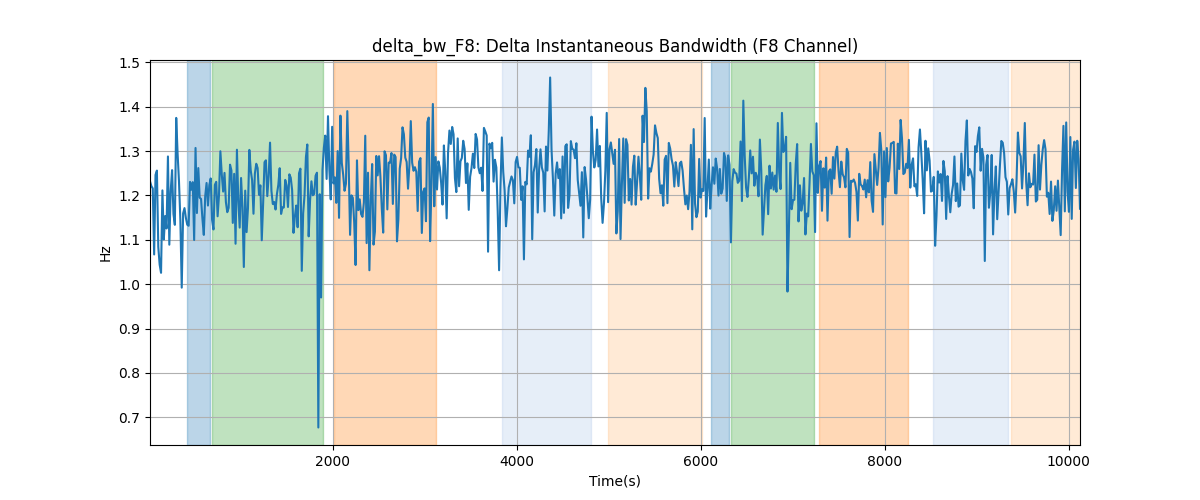 delta_bw_F8: Delta Instantaneous Bandwidth (F8 Channel)
1.5
1.4
1.3
1.2
1.1
1.0
0.9
0.8
0.7
Hz
2000 4000 6000 8000 10000
Time(s)